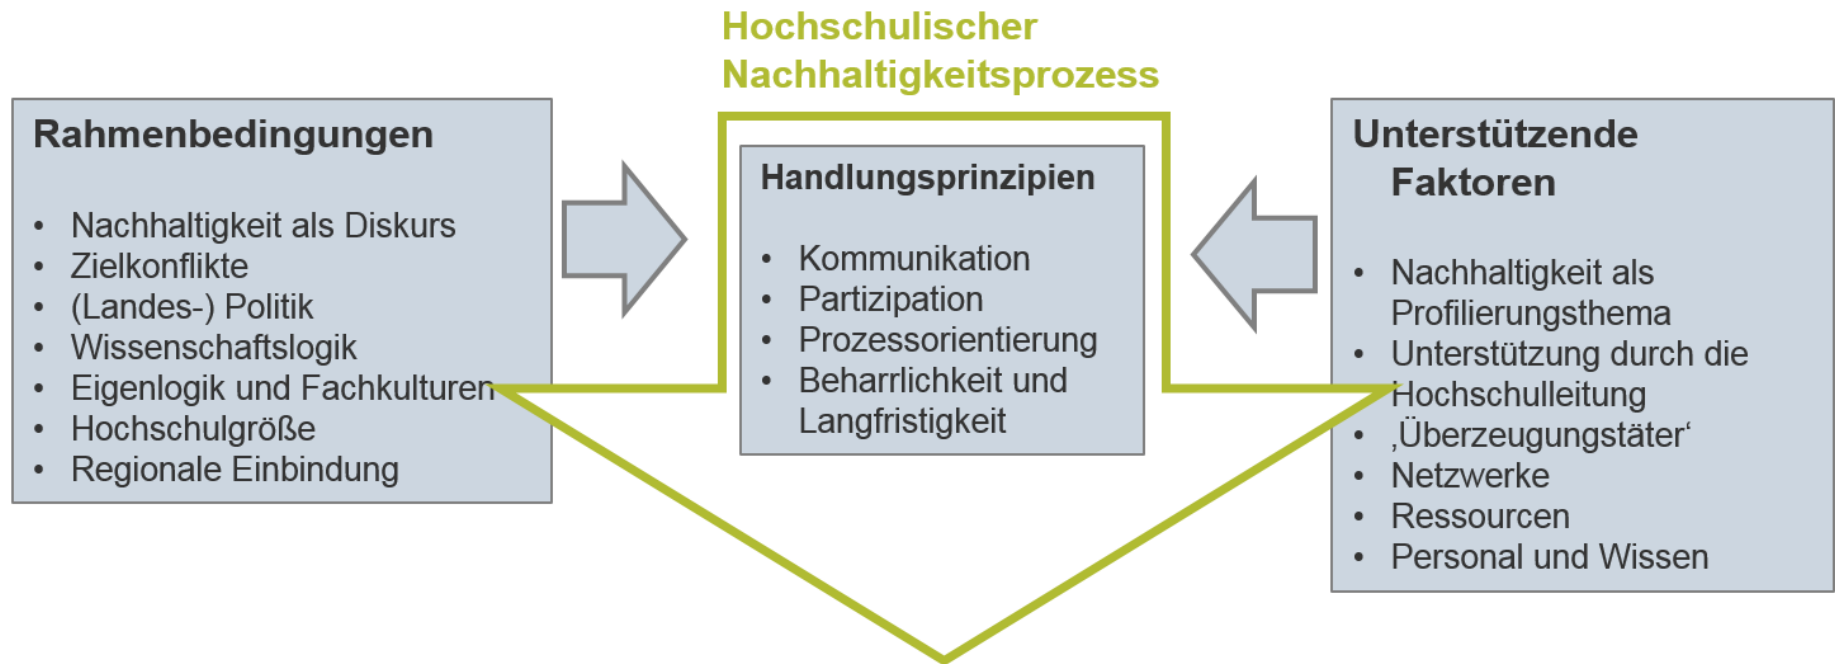 Hochschulischer
Nachhaltigkeitsprozess
Rahmenbedingungen
• Nachhaltigkeit als Diskurs
• Zielkonflikte
• (Landes-) Politik
• Wissenschaftslogik
• Eigenlogik und Fachkulturen
• Hochschulgröße
• Regionale Einbindung
Handlungsprinzipien
• Kommunikation
• Partizipation
• Prozessorientierung
• Beharrlichkeit und
Langfristigkeit
Unterstützende
Faktoren
• Nachhaltigkeit als
Profilierungsthema
• Unterstützung durch die
Hochschulleitung
• ‚Überzeugungstäter‘
• Netzwerke
• Ressourcen
• Personal und Wissen